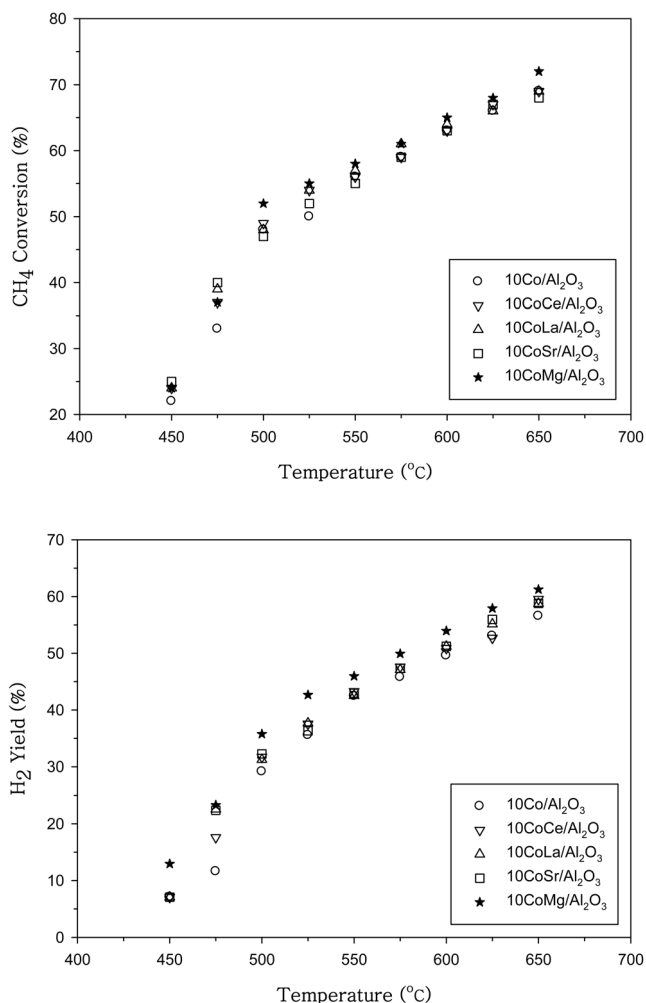 80
70
60
50
40
30
20
CH4 Conversion (%)
10Co/Al2O3
10CoCe/Al2O3
10CoLa/Al2O3
10CoSr/Al2O3
10CoMg/Al2O3
400 450 500 550 600 650 700
Temperature (°C)
70
60
50
40
30
20
10
0
H2 Yield (%)
10Co/Al2O3
10CoCe/Al2O3
10CoLa/Al2O3
10CoSr/Al2O3
10CoMg/Al2O3
400 450 500 550 600 650 700
Temperature (°C)